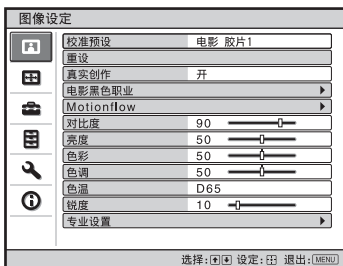 图像设定
校准预设 电影 胶片1
重设
真实创作 开
电影黑色职业
Motionflow
对比度 90
亮度 50
色彩 50
色调 50
色温 D65
锐度 10
专业设置
选择: 设定: 退出:MENU